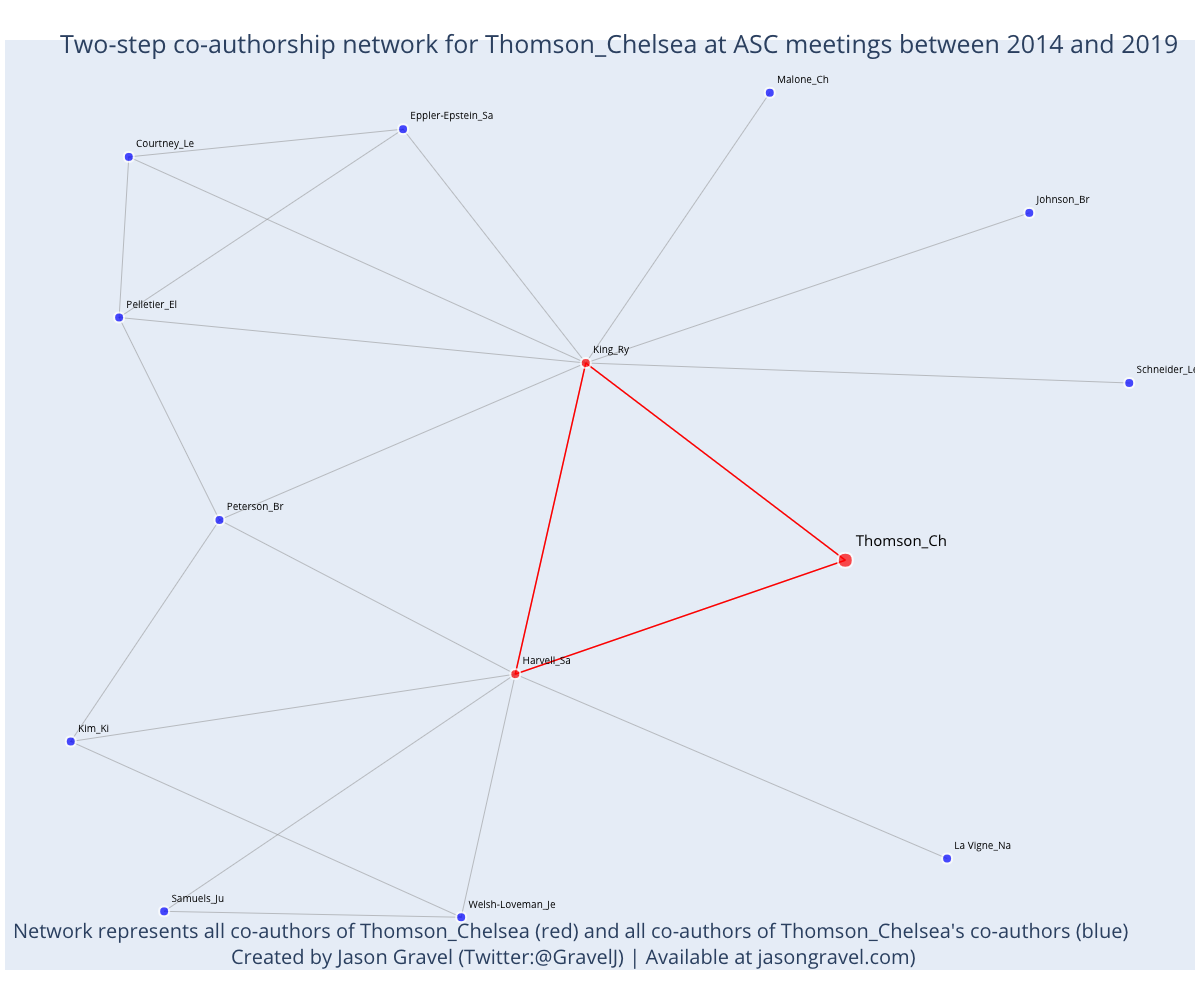 Two-step co-authorship network for Thomson_Chelsea at ASC meetings between 2014 and 2019
Malone_Ch
Eppler-Epstein_Sa
Courtney_Le
Johnson_Br
Pelletier_El
King_Ry
Schneider_Le
Peterson_Br
Thomson_Ch
Harvell_Sa
Kim_Ki
La Vigne_Na
Samuels_Ju
Welsh-Loveman_Je
Network represents all co-authors of Thomson_Chelsea (red) and all co-authors of Thomson_Chelsea's co-authors (blue)
Created by Jason Gravel (Twitter:@GravelJ) | Available at jasongravel.com)